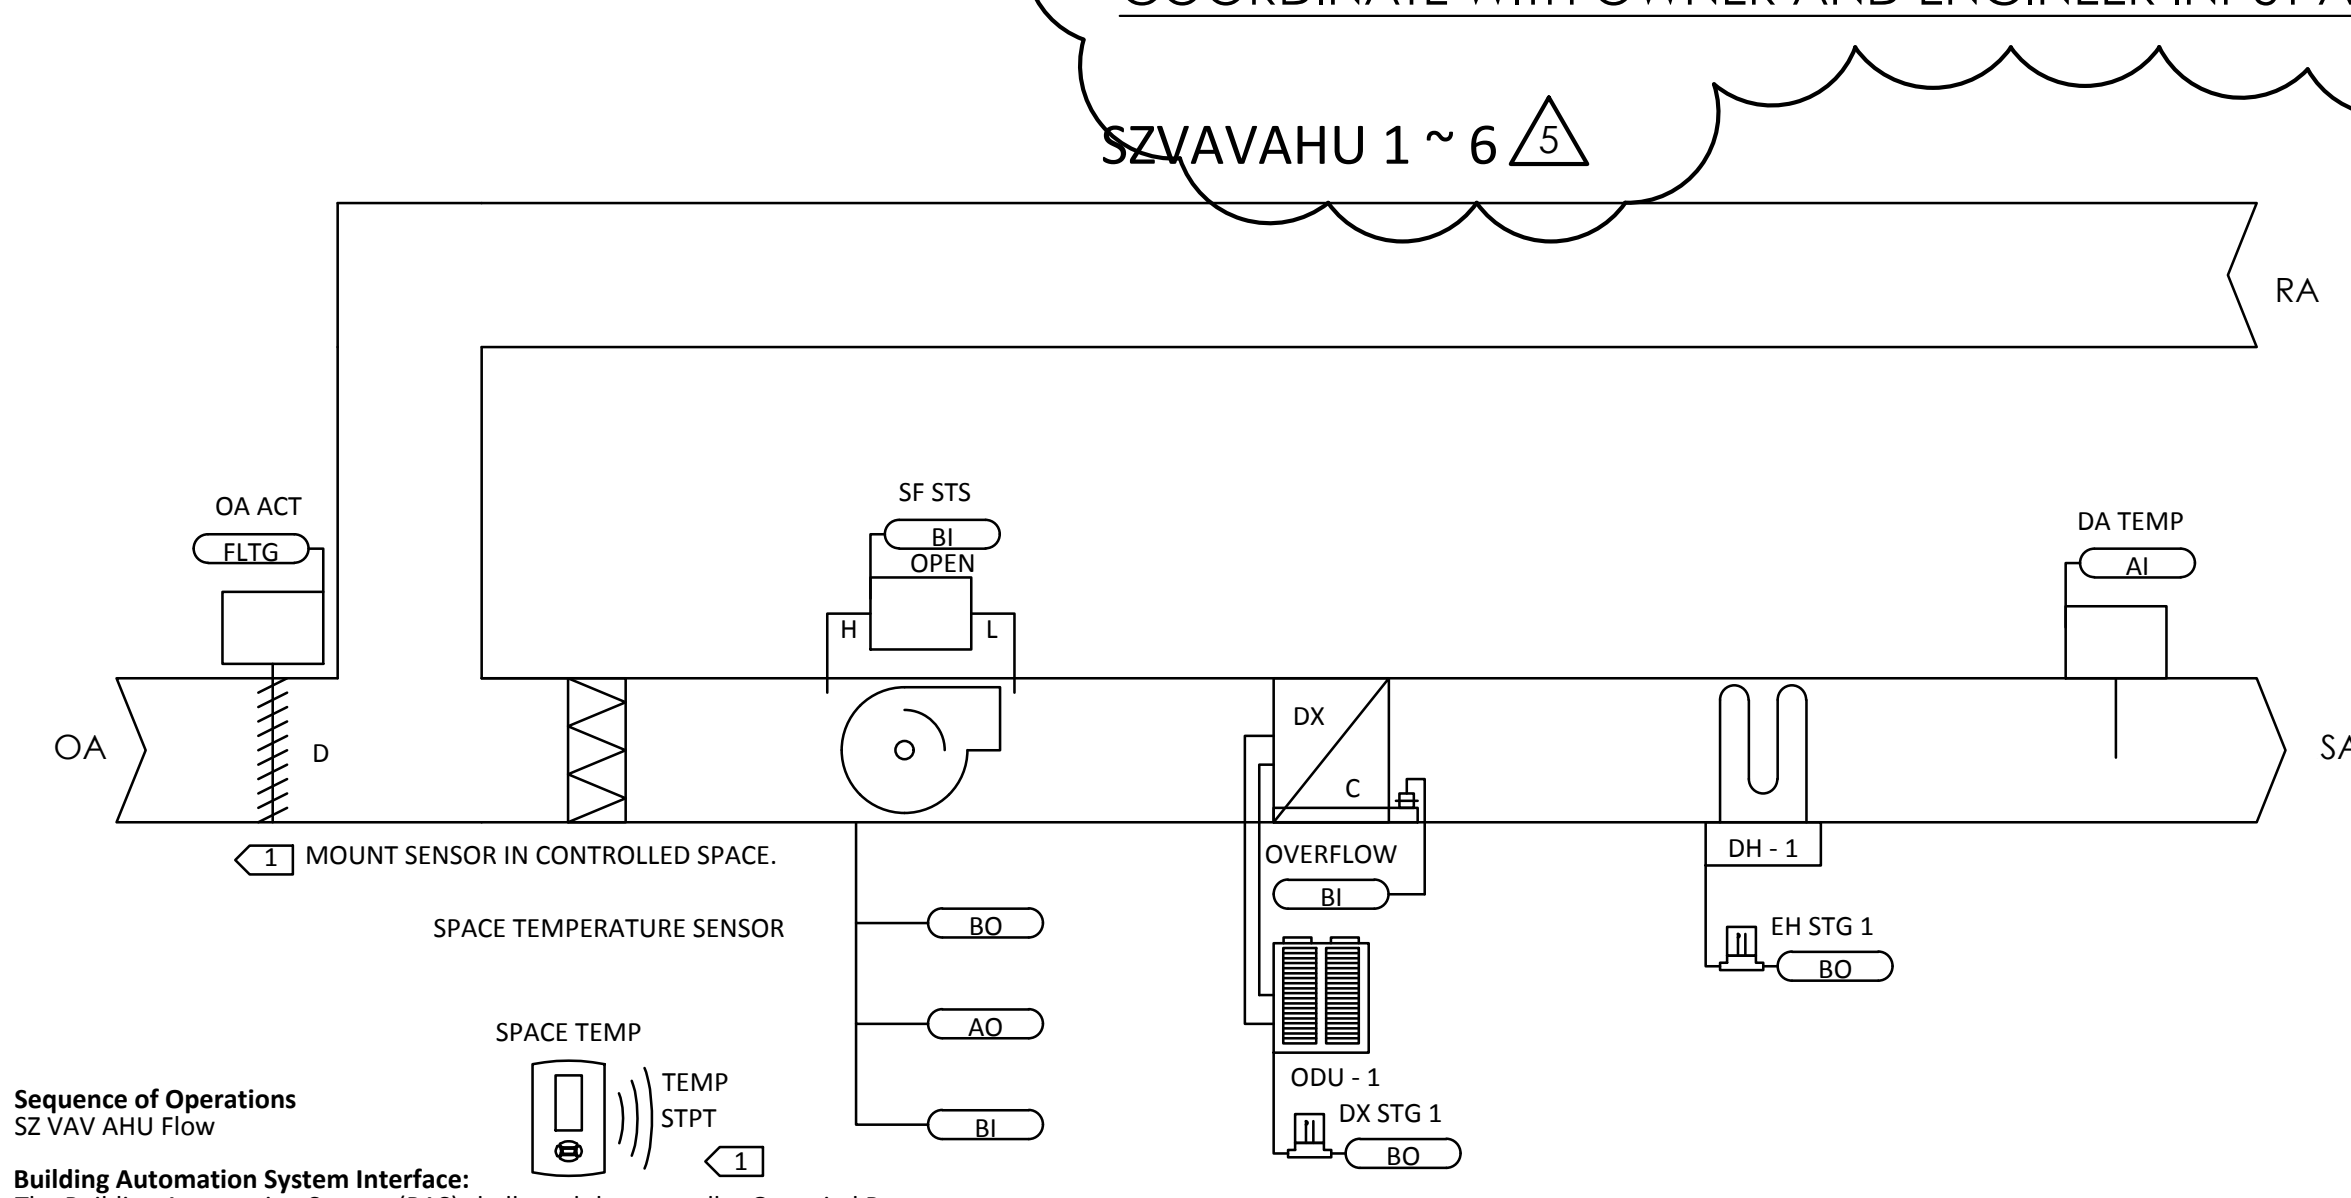 SZVAVAHU 1 ~ 6 5
RA
OA ACT
FLTG
SF STS
BI
OPEN
H L
DA TEMP
AI
OA
D
DX
C
SA
1 MOUNT SENSOR IN CONTROLLED SPACE.
OVERFLOW
BI
DH - 1
SPACE TEMPERATURE SENSOR
BO
EH STG 1
BO
AO
SPACE TEMP
TEMP
STPT
1
BI
ODU - 1
DX STG 1
BO
Sequence of Operations
SZ VAV AHU Flow
Building Automation System Interface: